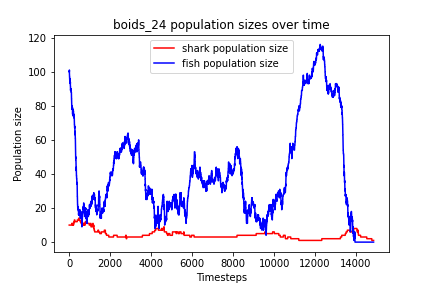 boids_24 population sizes over time
shark population size
fish population size
Population size
120
100
80
60
40
20
0
0 2000 4000 6000 8000 10000 12000 14000
Timesteps